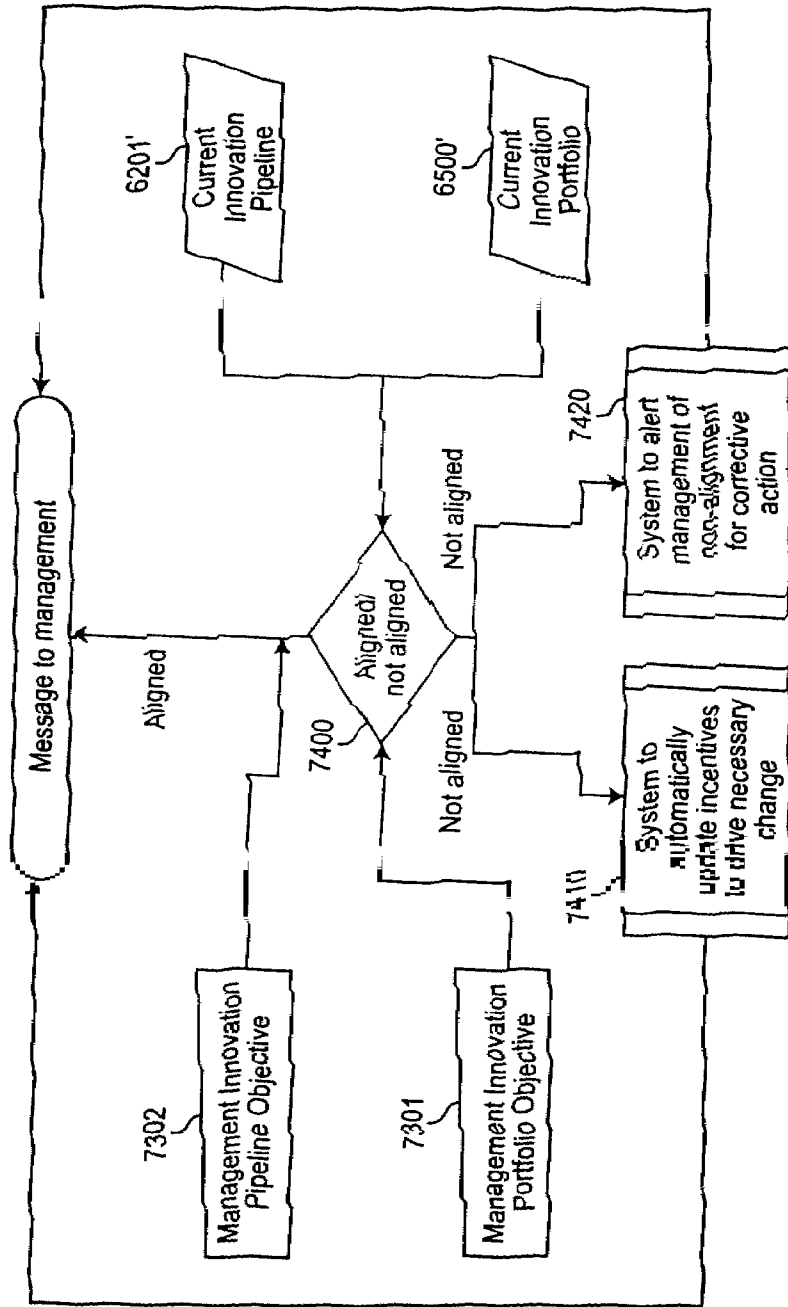 Message to management
Aligned
6201'
Current
Innovation
Pipeline
7302
Management Innovation
Pipeline Objective
7400
Aligned/
not aligned
6500'
Current
Innovation
Portfolio
7301
Management Innovation
Portfolio Objective
Not aligned
Not aligned
7410
System to
automatically
update incentives
to drive necessary
change
7420
System to alert
management of
non-alignment
for corrective
action